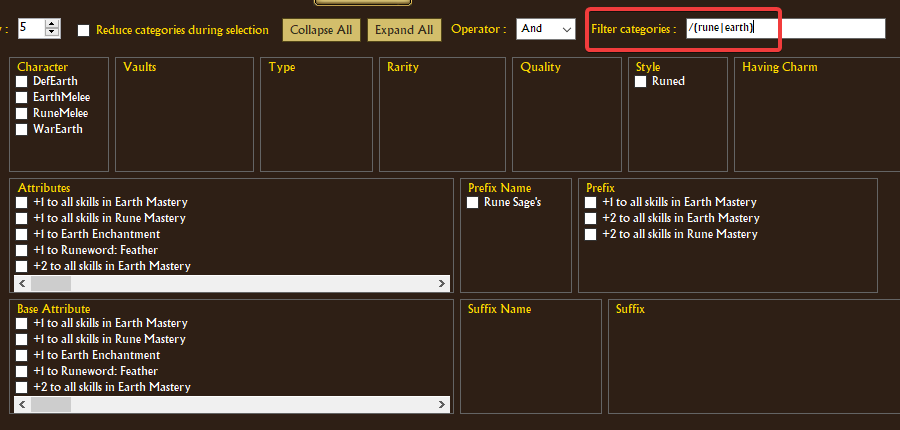 : 5 Reduce categories during selection Collapse All Expand All Operator : And Filter categories : /(rune|earth)
Character Vaults Type Rarity Quality Style Having Charm
DefEarth Runed
EarthMelee
RuneMelee
WarEarth
Attributes Prefix Name Prefix
+1 to all skills in Earth Mastery Rune Sage's +1 to all skills in Earth Mastery
+1 to all skills in Rune Mastery +2 to all skills in Earth Mastery
+1 to Earth Enchantment +2 to all skills in Rune Mastery
+1 to Runeword: Feather
+2 to all skills in Earth Mastery
Base Attribute Suffix Name Suffix
+1 to all skills in Earth Mastery
+1 to all skills in Rune Mastery
+1 to Earth Enchantment
+1 to Runeword: Feather
+2 to all skills in Earth Mastery